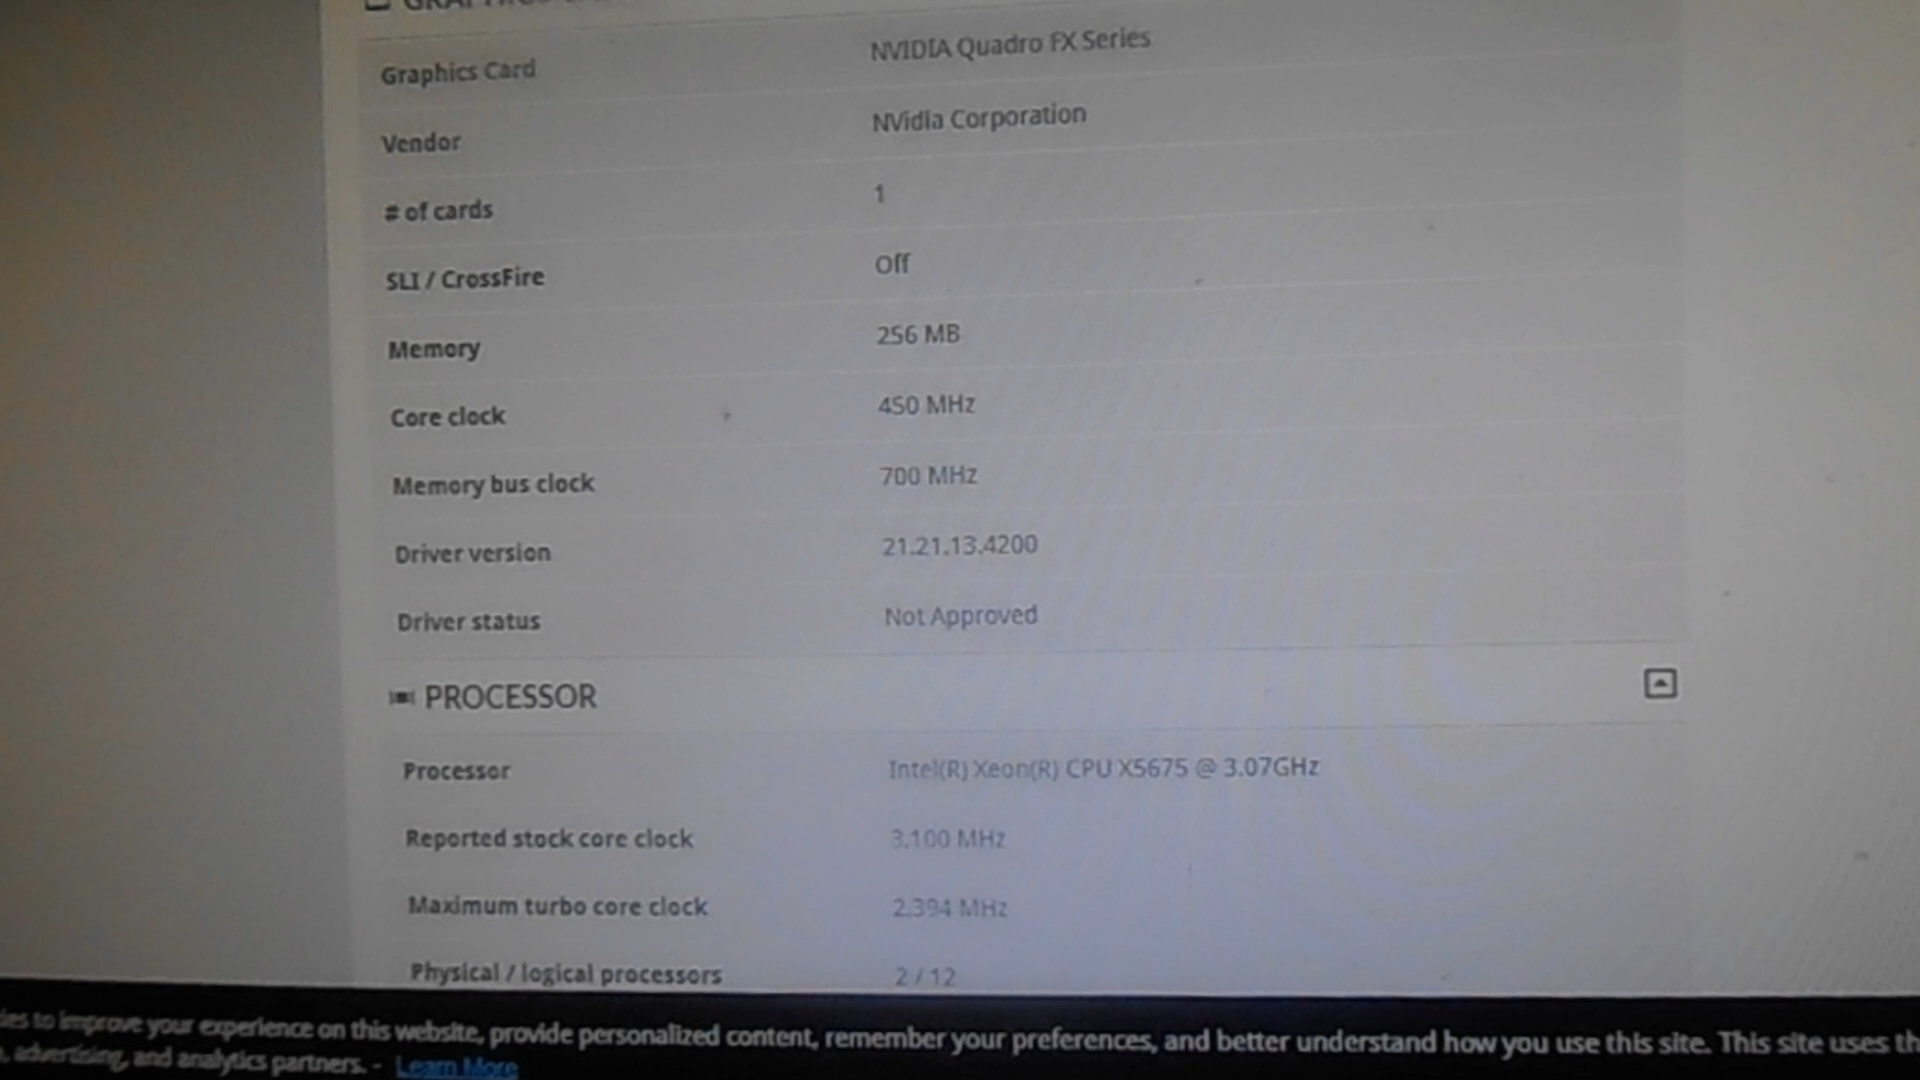 Graphics Card NVIDIA Quadro FX Series
Vendor NVidia Corporation
# of cards 1
SLI / CrossFire Off
Memory 256 MB
Core clock 450 MHz
Memory bus clock 700 MHz
Driver version 21.21.13.4200
Driver status Not Approved
PROCESSOR
Processor Intel(R) Xeon(R) CPU X5675 @ 3.07GHz
Reported stock core clock 3,100 MHz
Maximum turbo core clock 2,394 MHz
Physical / logical processors 2 / 12
to improve your experience on this website, provide personalized content, remember your preferences, and better understand how you use this site. This site uses
advertising, and analytics partners. - Learn More